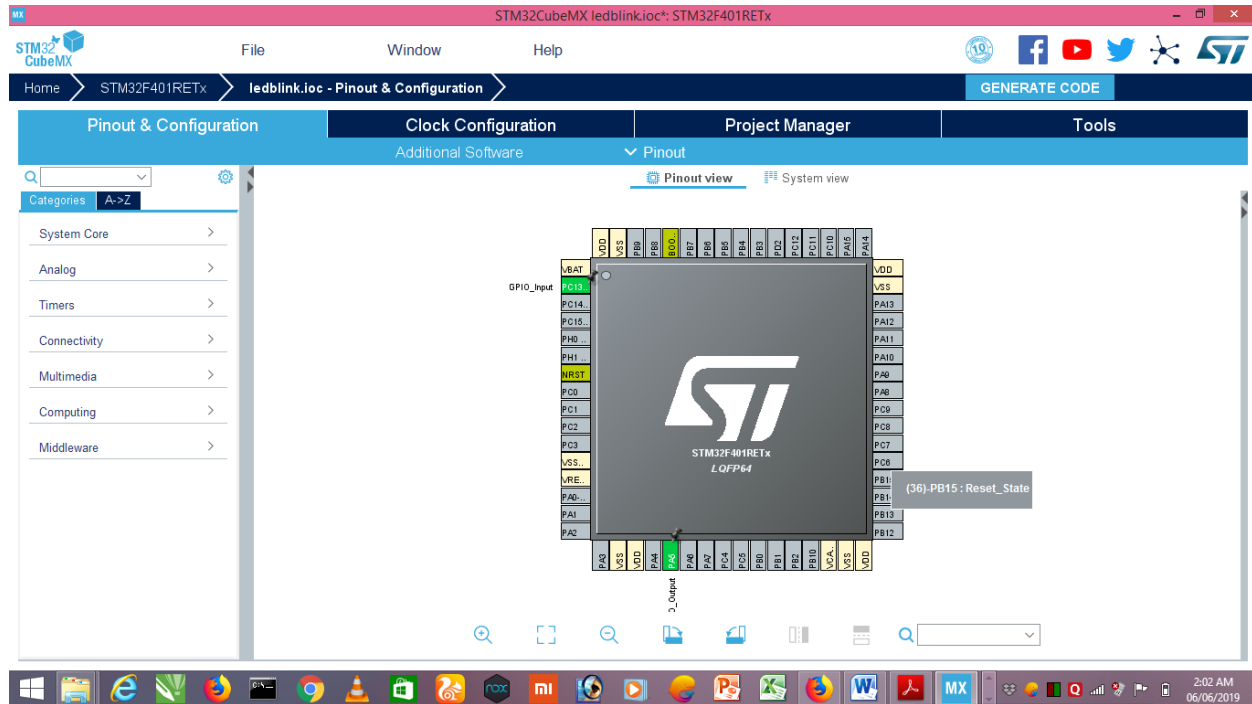 MX
STM32CubeMX ledblink.ioc*: STM32F401RETx
STM32
CubeMX
File
Window
Help
10
Home
STM32F401RETx
ledblink.ioc - Pinout & Configuration
GENERATE CODE
Pinout & Configuration
Clock Configuration
Project Manager
Tools
Additional Software
Pinout
Pinout view
System view
Categories
A->Z
System Core
Analog
Timers
Connectivity
Multimedia
Computing
Middleware
VDD
VSS
PB9
PB8
BOO..
PB7
PB6
PB5
PB4
PB3
PD2
PC12
PC11
PC10
PA15
PA14
GPIO_Input
VBAT
PC13..
PC14..
PC15..
PH0 ..
PH1 ..
NRST
PC0
PC1
PC2
PC3
VSS..
VRE..
PA0-..
PA1
PA2
STM32F401RETx
LQFP64
VDD
VSS
PA13
PA12
PA11
PA10
PA9
PA8
PC9
PC8
PC7
PC6
PB1
PB1
PB13
PB12
(36)-PB15 : Reset_State
PA3
VSS
VDD
PA4
PA5
PA6
PA7
PC4
PC5
PB0
PB1
PB2
PB10
VCA..
VSS
VDD
O_Output
nox
mi
MX
2:02 AM
06/06/2019